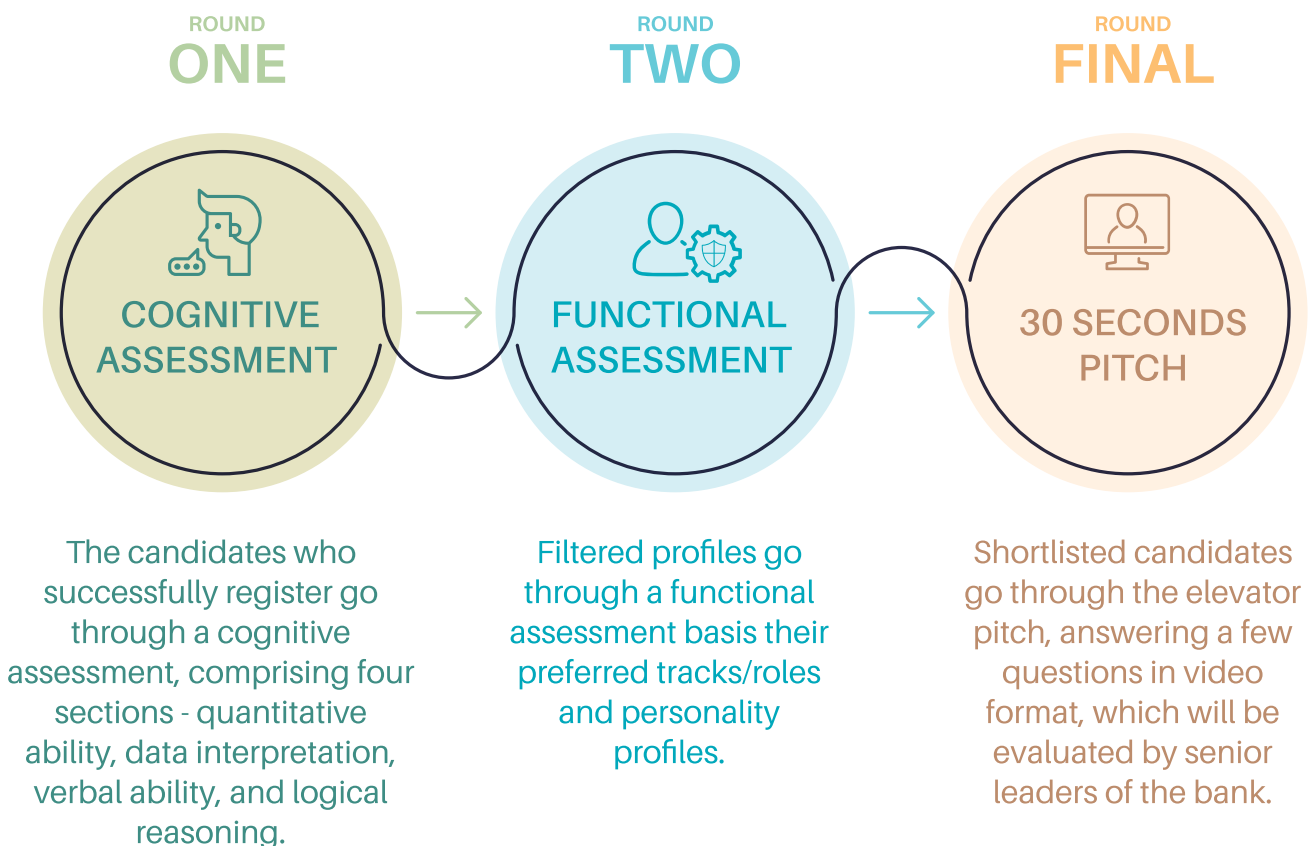 ROUND
ONE
COGNITIVE
ASSESSMENT
The candidates who
successfully register go
through a cognitive
assessment, comprising four
sections - quantitative
ability, data interpretation,
verbal ability, and logical
reasoning.
ROUND
TWO
FUNCTIONAL
ASSESSMENT
Filtered profiles go
through a functional
assessment basis their
preferred tracks/roles
and personality
profiles.
ROUND
FINAL
30 SECONDS
PITCH
Shortlisted candidates
go through the elevator
pitch, answering a few
questions in video
format, which will be
evaluated by senior
leaders of the bank.